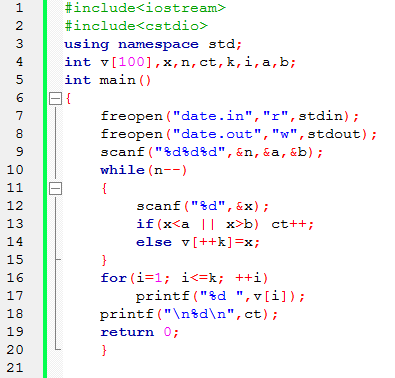 1 #include<iostream>
2 #include<cstdio>
3 using namespace std;
4 int v[100],x,n,ct,k,i,a,b;
5 int main()
6 {
7 freopen("date.in","r",stdin);
8 freopen("date.out","w",stdout);
9 scanf("%d%d%d",&n,&a,&b);
10 while(n--)
11 {
12 scanf("%d",&x);
13 if(x<a || x>b) ct++;
14 else v[++k]=x;
15 }
16 for(i=1; i<=k; ++i)
17 printf("%d ",v[i]);
18 printf("\n%d\n",ct);
19 return 0;
20 }
21